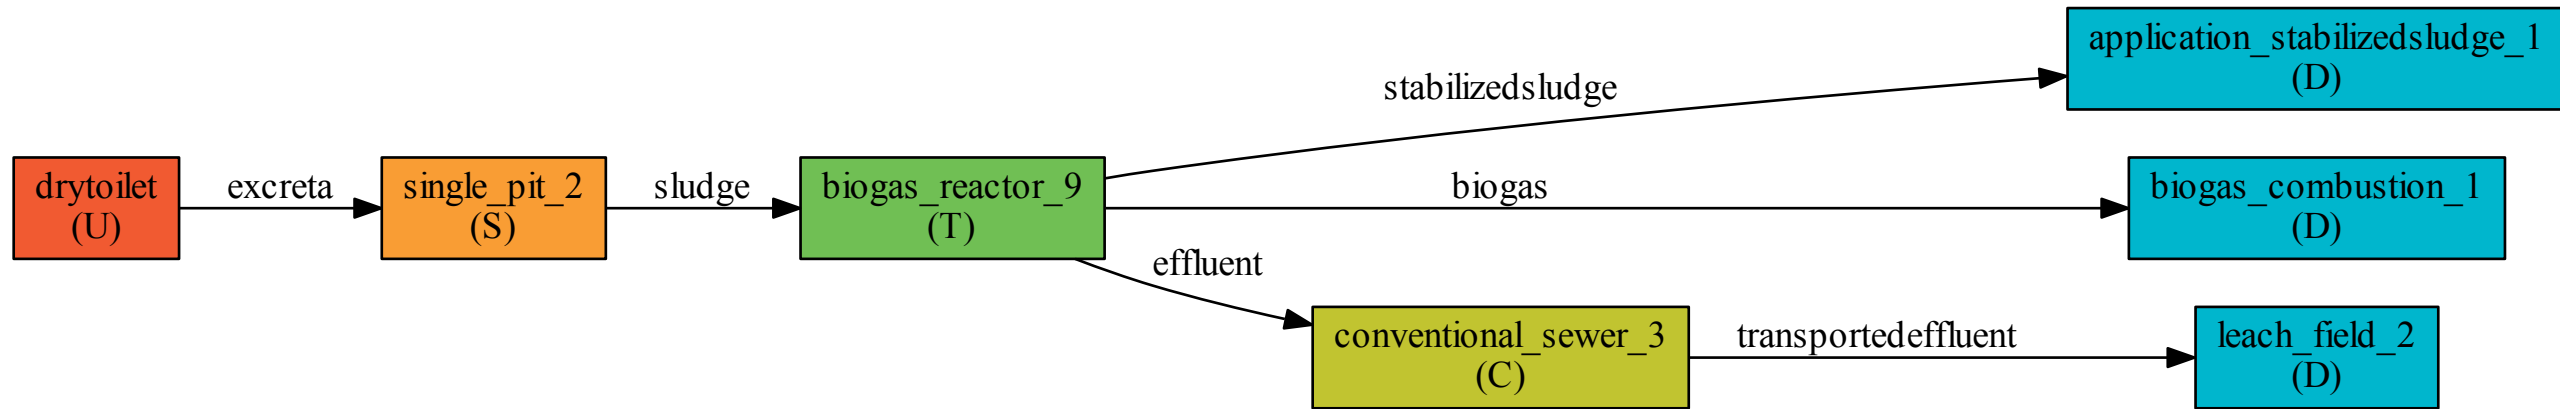 drytoilet
(U)
excreta
single_pit_2
(S)
sludge
biogas_reactor_9
(T)
stabilizedsludge
application_stabilizedsludge_1
(D)
biogas
biogas_combustion_1
(D)
effluent
conventional_sewer_3
(C)
transportedeffluent
leach_field_2
(D)